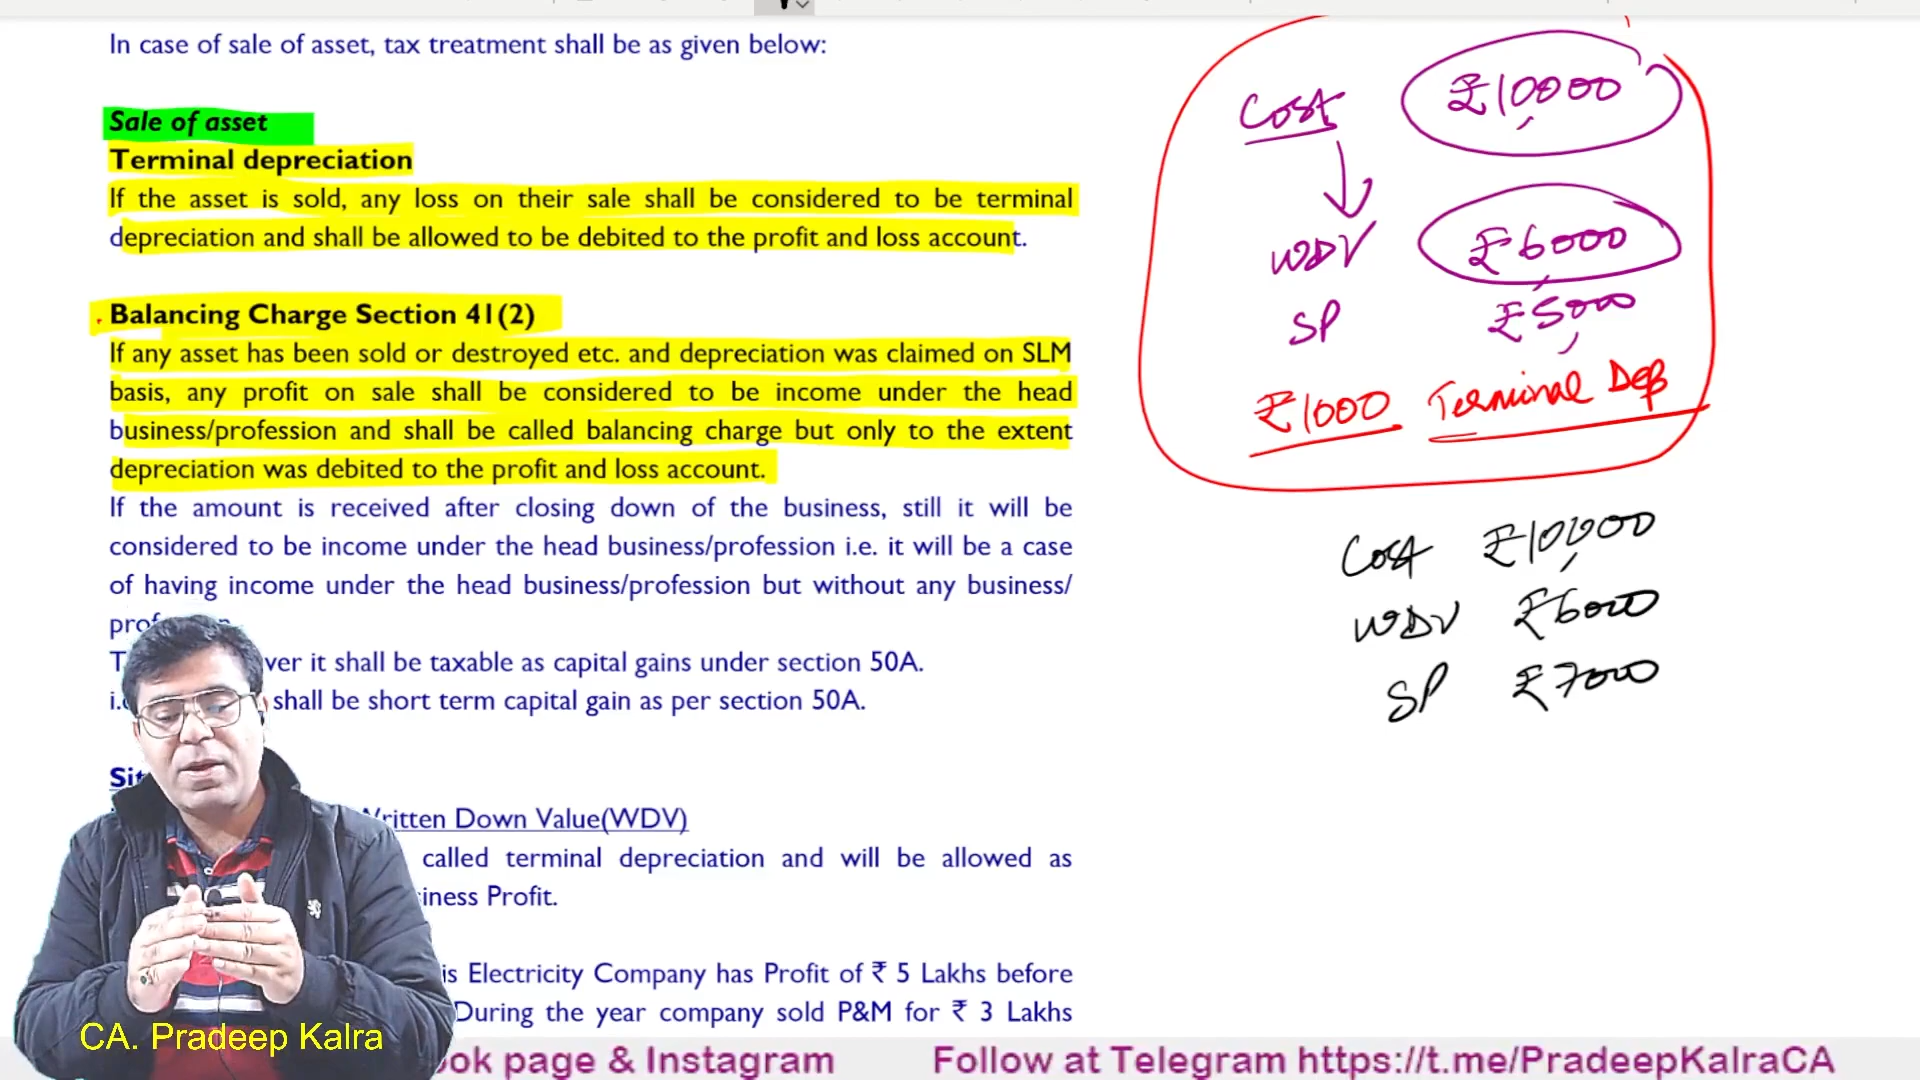 In case of sale of asset, tax treatment shall be as given below:
Sale of asset
Terminal depreciation
If the asset is sold, any loss on their sale shall be considered to be terminal
depreciation and shall be allowed to be debited to the profit and loss account.
Balancing Charge Section 41(2)
If any asset has been sold or destroyed etc. and depreciation was claimed on SLM
basis, any profit on sale shall be considered to be income under the head
business/profession and shall be called balancing charge but only to the extent
depreciation was debited to the profit and loss account.
If the amount is received after closing down of the business, still it will be
considered to be income under the head business/profession i.e. it will be a case
of having income under the head business/profession but without any business/
it shall be taxable as capital gains under section 50A.
shall be short term capital gain as per section 50A.
Written Down Value(WDV)
called terminal depreciation and will be allowed as
Profit.
is Electricity Company has Profit of ₹ 5 Lakhs before
During the year company sold P&M for ₹ 3 Lakhs
Cost ₹10,000
WDV ₹6,000
SP ₹5,000
₹1000 Terminal Dep
Cost ₹10,000
WDV ₹6000
SP ₹7000
CA. Pradeep Kalra
page & Instagram
Follow at Telegram https://t.me/PradeepKalraCA